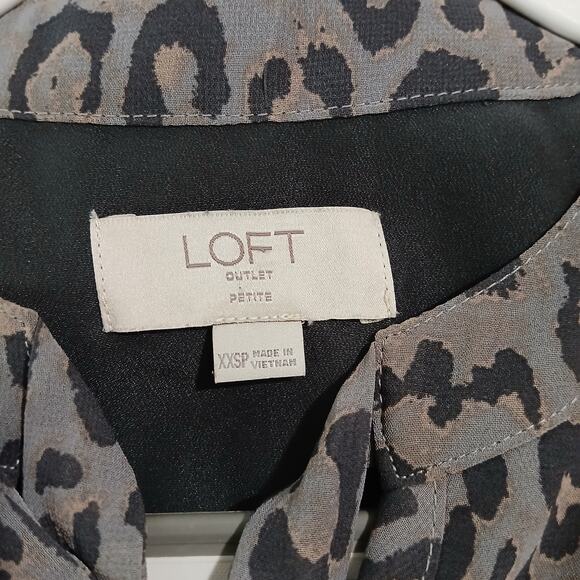 LOFT
OUTLET
PETITE
XXSP MADE IN
VIETNAM